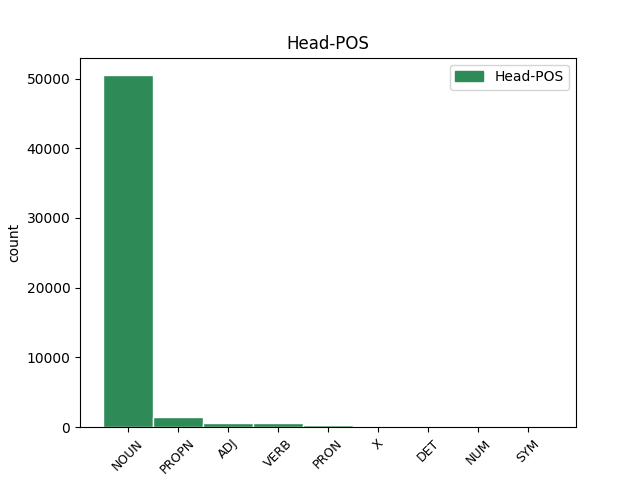 Head-POS
Head-POS
50000
40000
30000
20000
10000
0
count
NOUN
PROPN
ADJ
VERB
PRON
X
DET
NUM
SYM